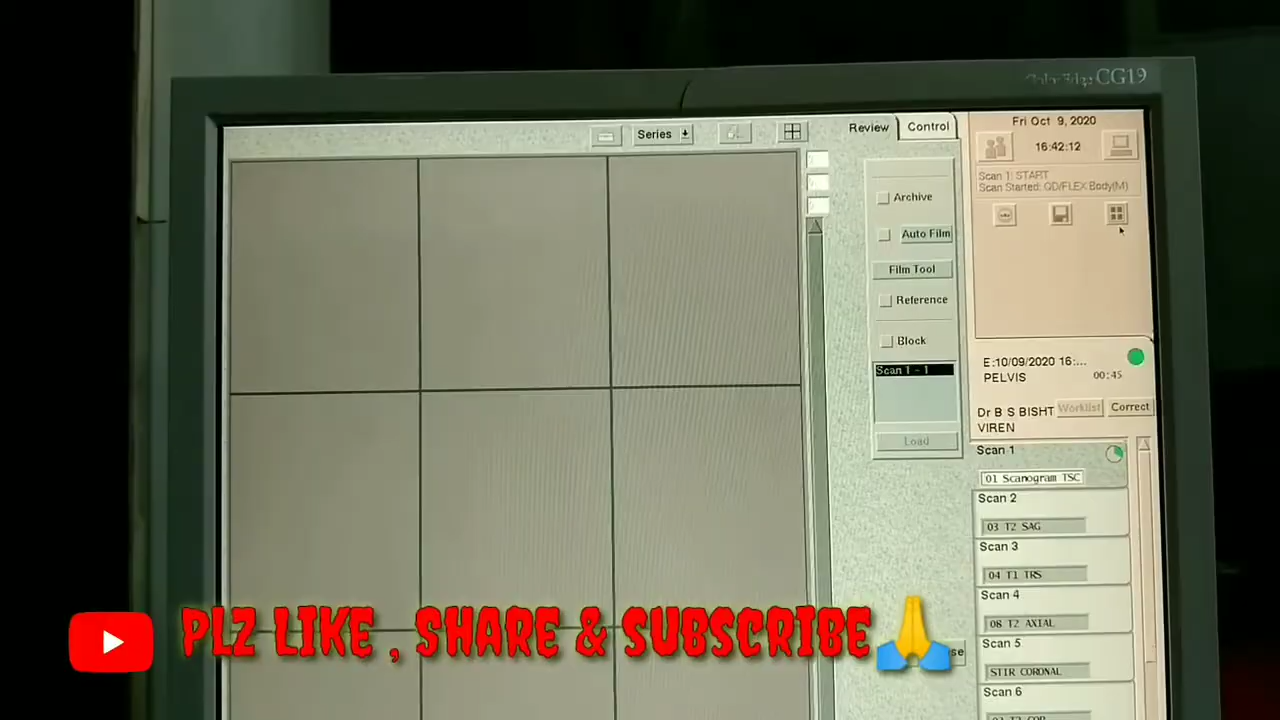 ColorEdge CG19
Series
Review
Control
Fri Oct 9, 2020
16:42:12
Scan 1: START
Scan Started: QD/FLEX Body(M)
Archive
Auto Film
Film Tool
Reference
Block
Scan 1 - 1
Load
E:10/09/2020 16:...
PELVIS
00:45
Dr B S BISHT
Worklist
Correct
VIREN
Scan 1
01 Scanogram TSC
Scan 2
03 T2 SAG
Scan 3
04 T1 TRS
Scan 4
08 T2 AXIAL
Scan 5
STIR CORONAL
Scan 6
PLZ LIKE , SHARE & SUBSCRIBE🙏